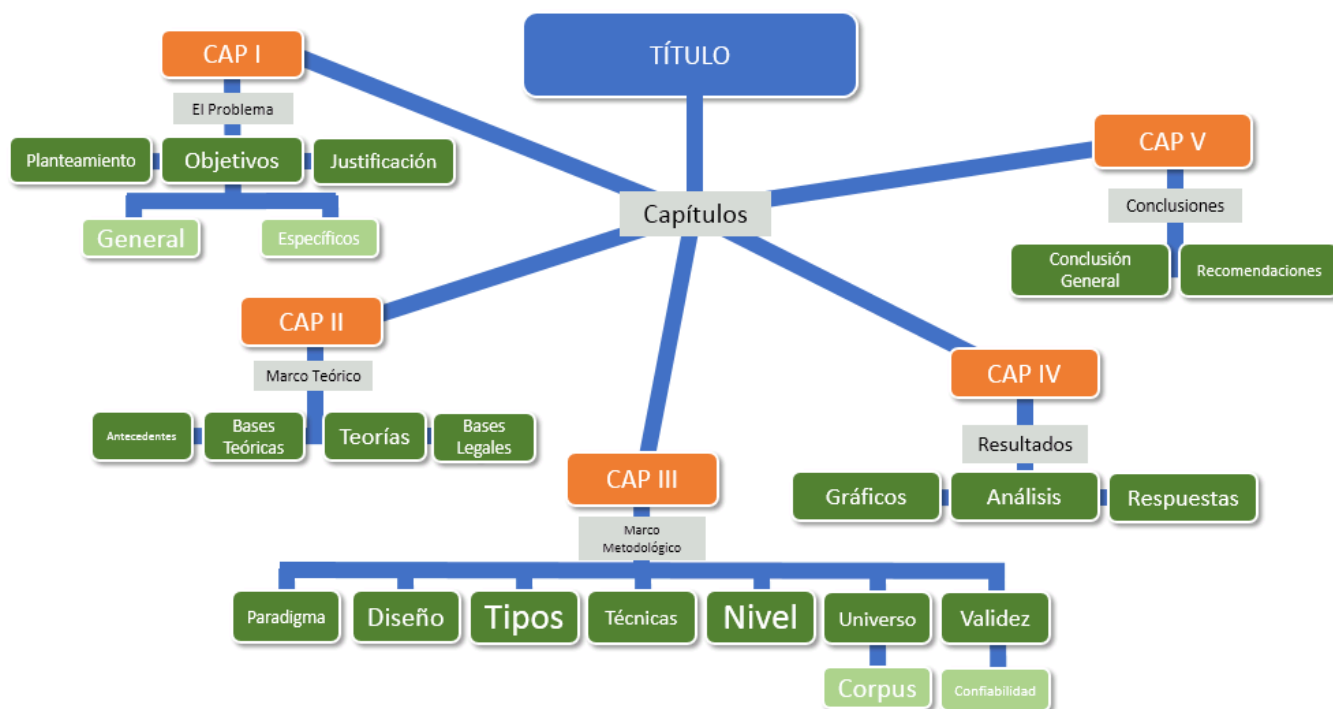 TÍTULO
CAP I
El Problema
Planteamiento
Objetivos
Justificación
General
Específicos
Capítulos
CAP V
Conclusiones
Conclusión
General
Recomendaciones
CAP II
Marco Teórico
Antecedentes
Bases
Teóricas
Teorías
Bases
Legales
CAP IV
Resultados
Gráficos
Análisis
Respuestas
CAP III
Marco
Metodológico
Paradigma
Diseño
Tipos
Técnicas
Nivel
Universo
Validez
Corpus
Confiabilidad